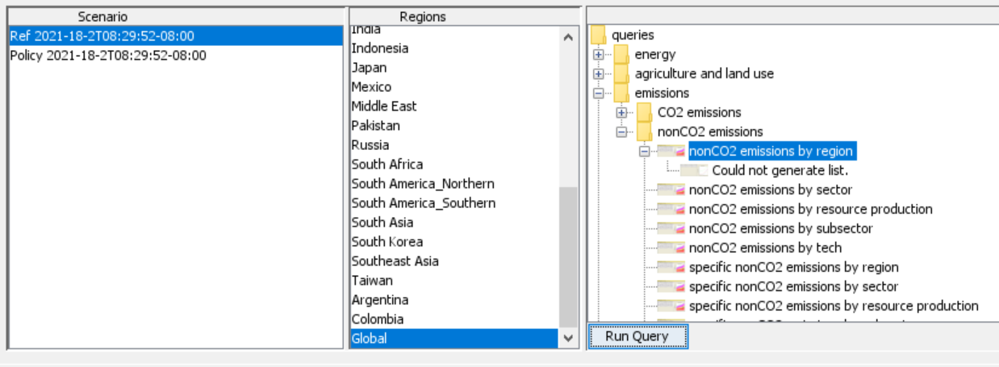 Scenario
Ref 2021-18-2T08:29:52-08:00
Policy 2021-18-2T08:29:52-08:00
Regions
India
Indonesia
Japan
Mexico
Middle East
Pakistan
Russia
South Africa
South America_Northern
South America_Southern
South Asia
South Korea
Southeast Asia
Taiwan
Argentina
Colombia
Global
queries
energy
agriculture and land use
emissions
CO2 emissions
nonCO2 emissions
nonCO2 emissions by region
Could not generate list.
nonCO2 emissions by sector
nonCO2 emissions by resource production
nonCO2 emissions by subsector
nonCO2 emissions by tech
specific nonCO2 emissions by region
specific nonCO2 emissions by sector
specific nonCO2 emissions by resource production
Run Query